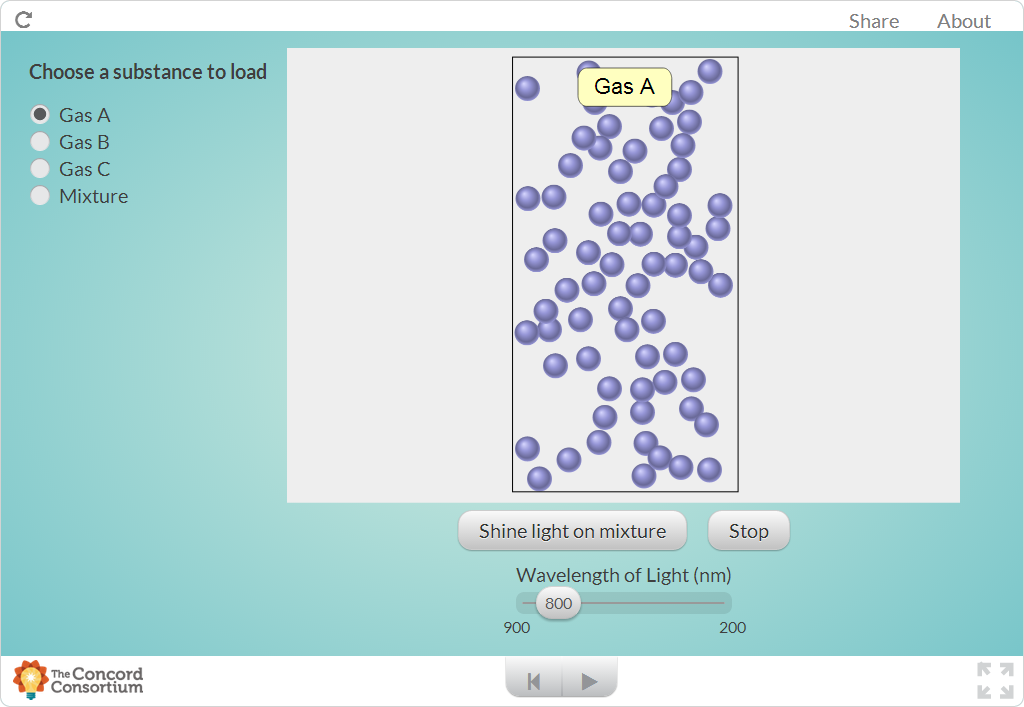 Share About
Choose a substance to load
Gas A
Gas A
Gas B
Gas C
Mixture
Shine light on mixture Stop
Wavelength of Light (nm)
800
900 200
The Concord
Consortium